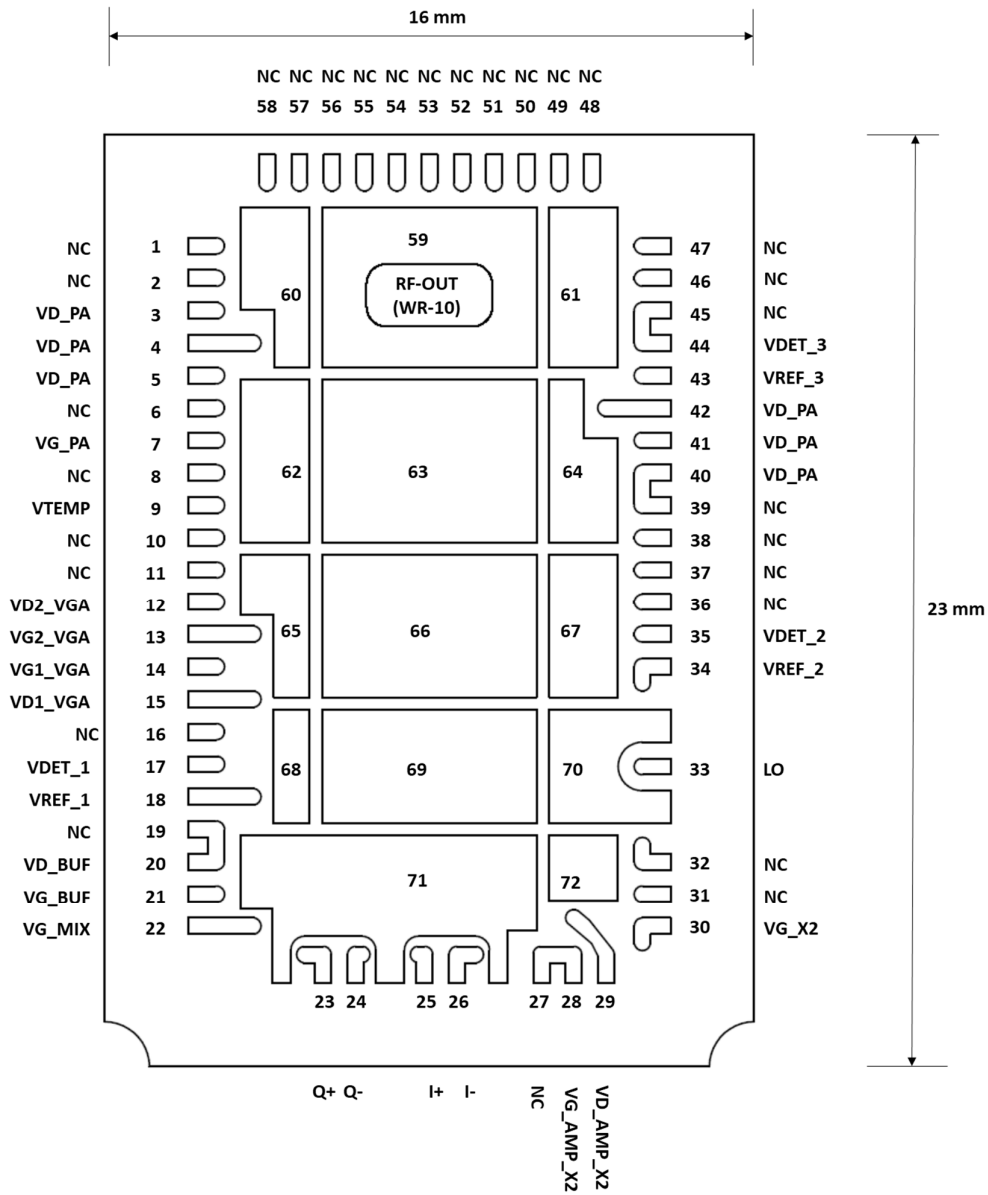 16 mm
NC NC NC NC NC NC NC NC NC NC NC
58 57 56 55 54 53 52 51 50 49 48
59
RF-OUT
(WR-10)
60
61
NC 1
NC 2
VD_PA 3
VD_PA 4
VD_PA 5
NC 6
VG_PA 7
NC 8
VTEMP 9
NC 10
NC 11
VD2_VGA 12
VG2_VGA 13
VG1_VGA 14
VD1_VGA 15
NC 16
VDET_1 17
VREF_1 18
NC 19
VD_BUF 20
VG_BUF 21
VG_MIX 22
62 63 64
65 66 67
68 69 70
71
72
47 NC
46 NC
45 NC
44 VDET_3
43 VREF_3
42 VD_PA
41 VD_PA
40 VD_PA
39 NC
38 NC
37 NC
36 NC
35 VDET_2
34 VREF_2
33 LO
32 NC
31 NC
30 VG_X2
23 mm
23 24 25 26 27 28 29
Q+ Q- I+ I-
NC
VG_AMP_X2
VD_AMP_X2